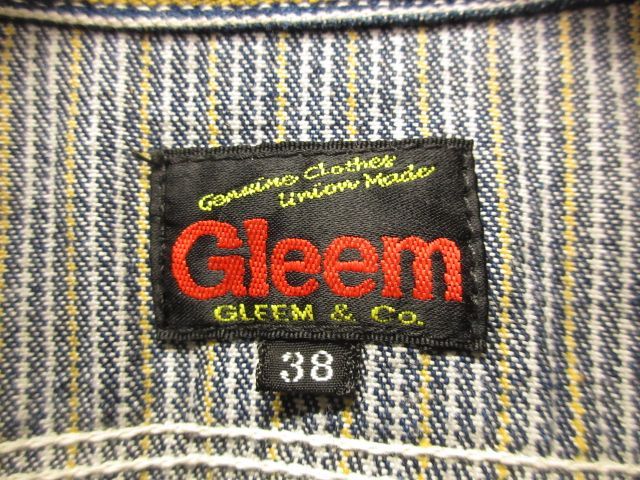 Genuine Clothes
Union Made
Gleem
GLEEM & Co.
38